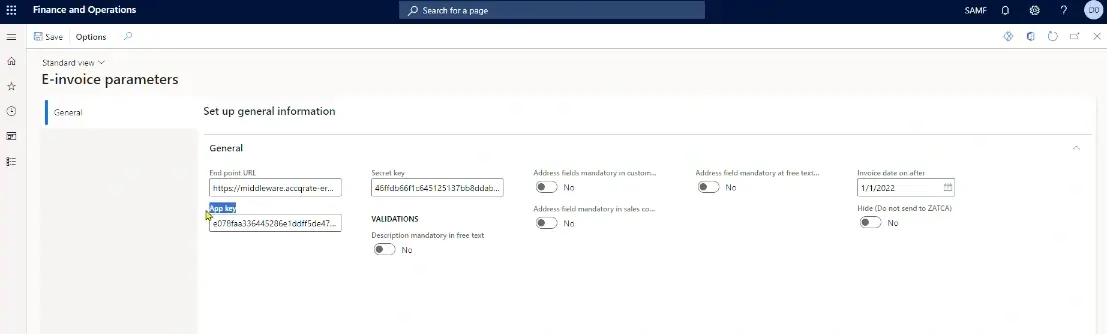 Finance and Operations
Search for a page
SAMF
?
DO
Save
Options
Standard view
E-invoice parameters
General
Set up general information
General
End point URL
https://middleware.accqrate-er...
App key
e078faa336445286e1ddff5de47...
Secret key
46ffdb66f1c645125137bb8ddab...
VALIDATIONS
Description mandatory in free text
No
Address fields mandatory in custom...
No
Address field mandatory in sales co...
No
Address field mandatory at free text...
No
Invoice date on after
1/1/2022
Hide (Do not send to ZATCA)
No